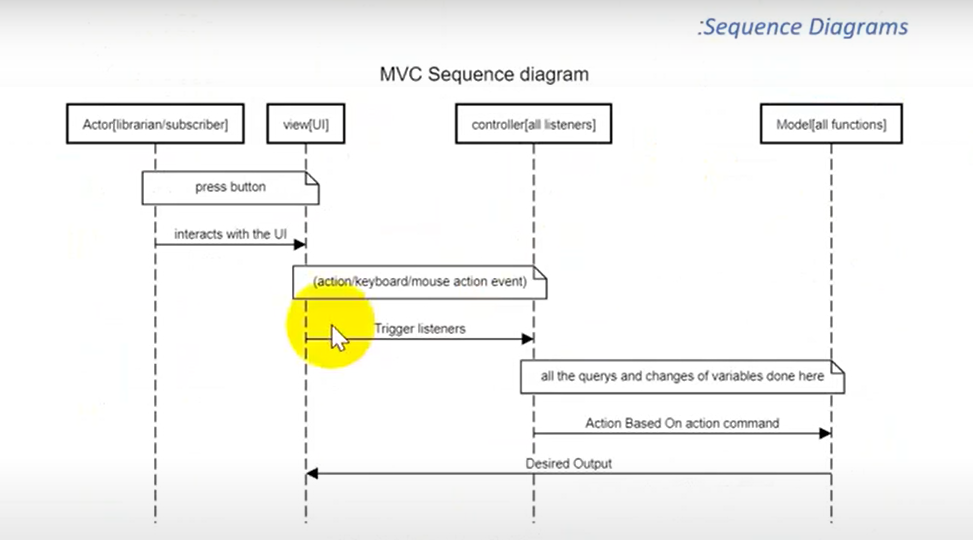 :Sequence Diagrams
MVC Sequence diagram
Actor[librarian/subscriber]
view[UI]
controller[all listeners]
Model[all functions]
press button
interacts with the UI
(action/keyboard/mouse action event)
Trigger listeners
all the querys and changes of variables done here
Action Based On action command
Desired Output